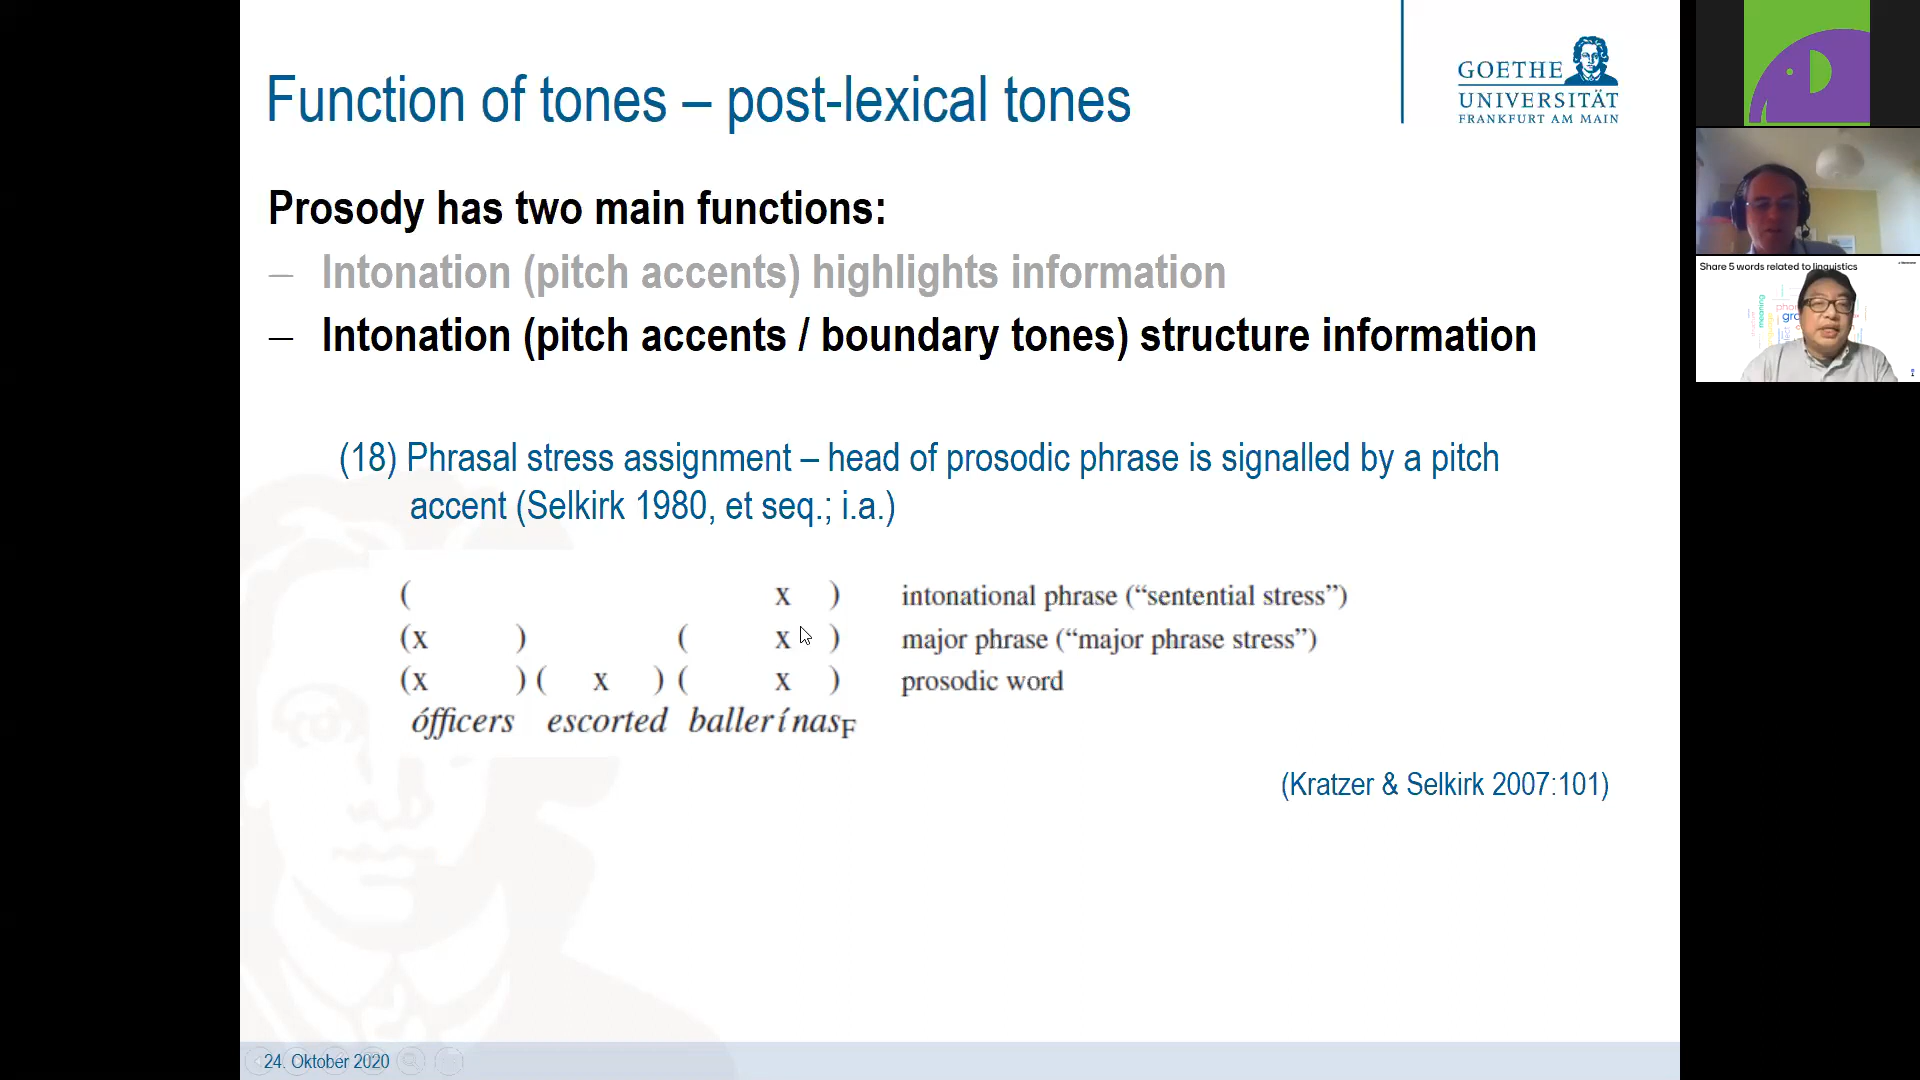 Function of tones – post-lexical tones
GOETHE
UNIVERSITÄT
FRANKFURT AM MAIN
Prosody has two main functions:
– Intonation (pitch accents) highlights information
– Intonation (pitch accents / boundary tones) structure information
(18) Phrasal stress assignment – head of prosodic phrase is signalled by a pitch
accent (Selkirk 1980, et seq.; i.a.)
( x ) intonational phrase (“sentential stress”)
(x ) ( x ) major phrase (“major phrase stress”)
(x ) ( x ) ( x ) prosodic word
ófficers escorted ballerínasF
(Kratzer & Selkirk 2007:101)
24. Oktober 2020
Share 5 words related to linguistics
meaning